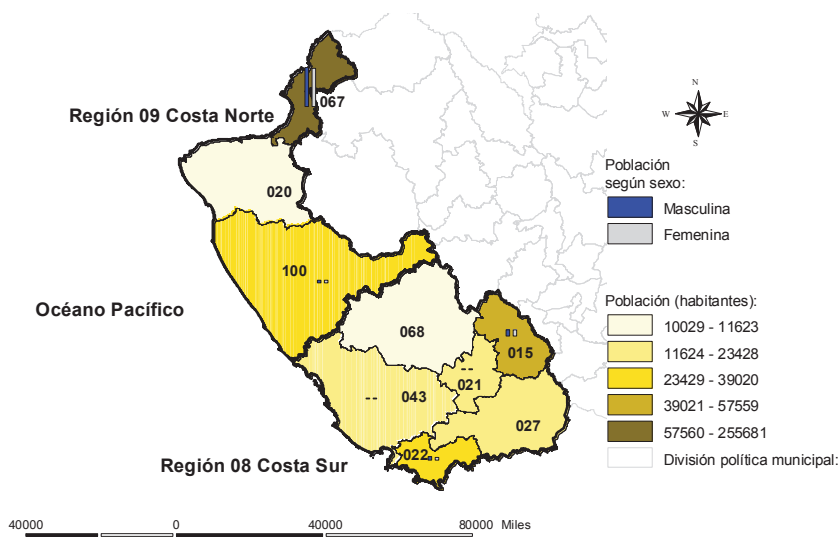 067
Región 09 Costa Norte
020
100
Océano Pacífico
068
015
021
043
027
022
Región 08 Costa Sur
N
W
E
S
Población
según sexo:
Masculina
Femenina
Población (habitantes):
10029 - 11623
11624 - 23428
23429 - 39020
39021 - 57559
57560 - 255681
División política municipal:
40000 0 40000 80000 Miles